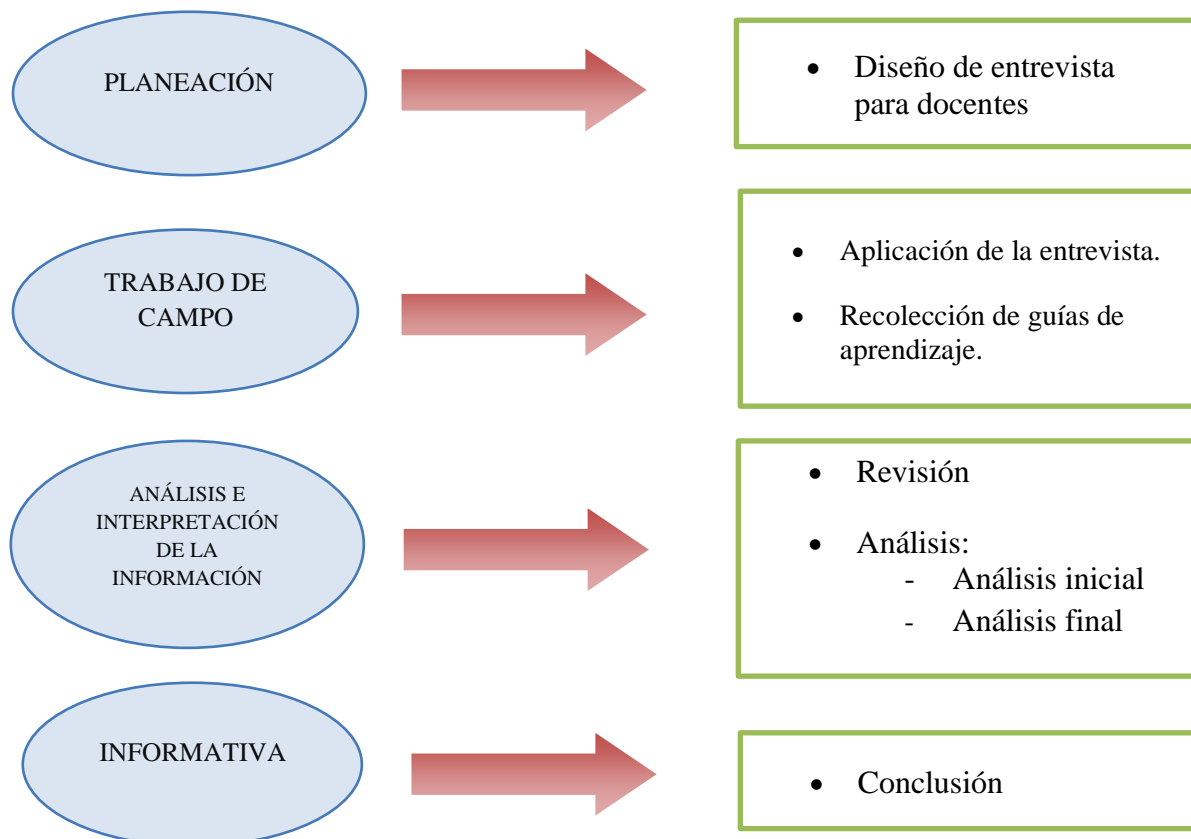 PLANEACIÓN
• Diseño de entrevista
para docentes
TRABAJO DE
CAMPO
• Aplicación de la entrevista.
• Recolección de guías de
aprendizaje.
ANÁLISIS E
INTERPRETACIÓN
DE LA
INFORMACIÓN
• Revisión
• Análisis:
- Análisis inicial
- Análisis final
INFORMATIVA
• Conclusión